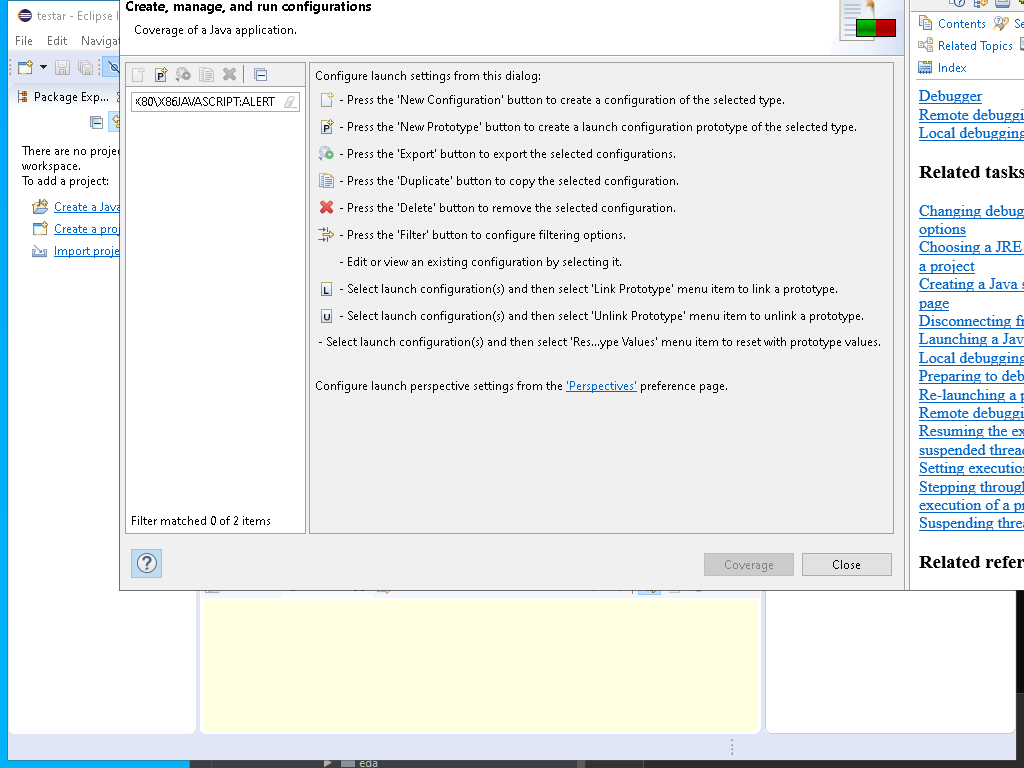 testar - Eclipse I
File Edit Navigat
Package Exp...
There are no proje
workspace.
To add a project:
Create a Java
Create a proj
Import proje
Create, manage, and run configurations
Coverage of a Java application.
<80\X86JAVASCRIPT:ALERT
Filter matched 0 of 2 items
Configure launch settings from this dialog:
- Press the 'New Configuration' button to create a configuration of the selected type.
- Press the 'New Prototype' button to create a launch configuration prototype of the selected type.
- Press the 'Export' button to export the selected configurations.
- Press the 'Duplicate' button to copy the selected configuration.
- Press the 'Delete' button to remove the selected configuration.
- Press the 'Filter' button to configure filtering options.
- Edit or view an existing configuration by selecting it.
L - Select launch configuration(s) and then select 'Link Prototype' menu item to link a prototype.
U - Select launch configuration(s) and then select 'Unlink Prototype' menu item to unlink a prototype.
- Select launch configuration(s) and then select 'Res...ype Values' menu item to reset with prototype values.
Configure launch perspective settings from the 'Perspectives' preference page.
Coverage
Close
Contents Se
Related Topics
Index
Debugger
Remote debuggi
Local debugging
Related tasks
Changing debug
options
Choosing a JRE
a project
Creating a Java s
page
Disconnecting fr
Launching a Jav
Local debugging
Preparing to deb
Re-launching a p
Remote debuggi
Resuming the ex
suspended threa
Setting executio
Stepping through
execution of a pr
Suspending threa
Related refer
eda